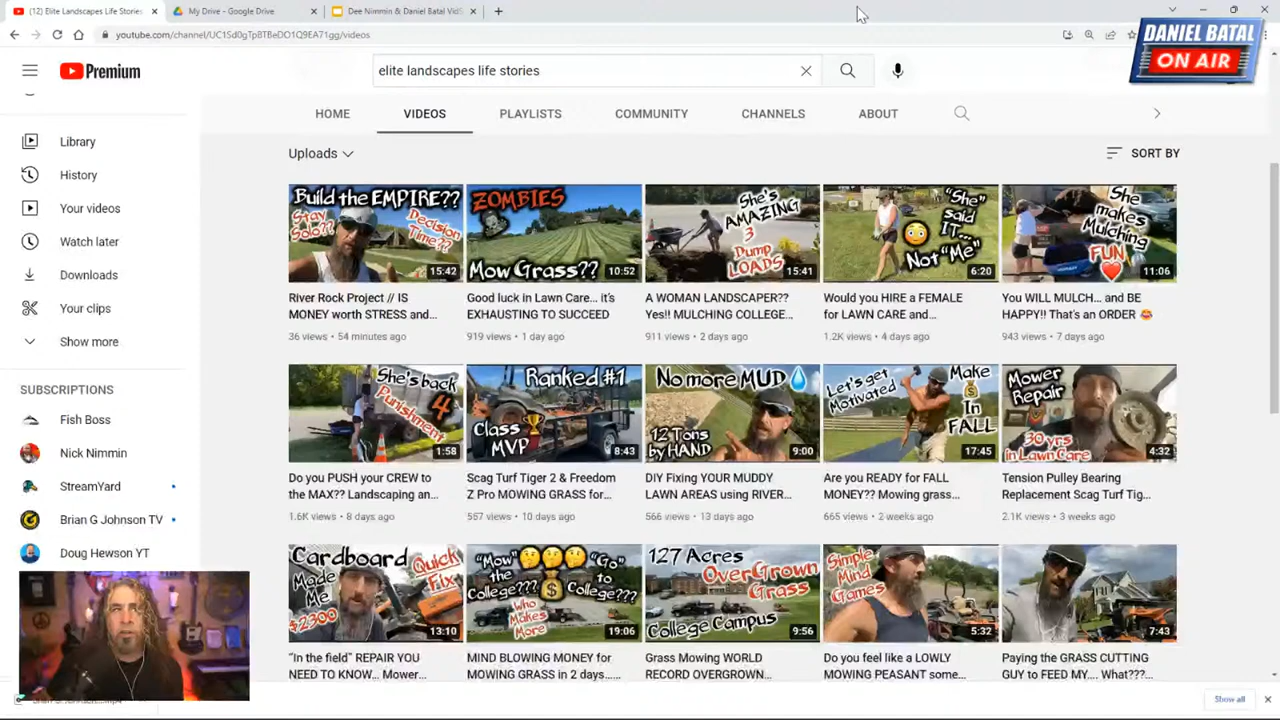 (12) Elite Landscapes Life Stories
My Drive - Google Drive
Dee Nimmin & Daniel Batal VidS
youtube.com/channel/UC1Sd0gTpBTBeDO1Q9EA71gg/videos
DANIEL BATAL
ON AIR
Premium
elite landscapes life stories
HOME
VIDEOS
PLAYLISTS
COMMUNITY
CHANNELS
ABOUT
Library
History
Your videos
Watch later
Downloads
Your clips
Show more
SUBSCRIPTIONS
Fish Boss
Nick Nimmin
StreamYard
Brian G Johnson TV
Doug Hewson YT
Uploads
SORT BY
Build the EMPIRE??
Stay Solo??
Decision Time??
15:42
River Rock Project // IS
MONEY worth STRESS and...
36 views • 54 minutes ago
ZOMBIES
Mow Grass??
10:52
Good luck in Lawn Care... it's
EXHAUSTING TO SUCCEED
919 views • 1 day ago
She's
AMAZING
3
Dump
LOADS
15:41
A WOMAN LANDSCAPER??
Yes!! MULCHING COLLEGE...
911 views • 2 days ago
"She"
said
IT...
Not "Me"
6:20
Would you HIRE a FEMALE
for LAWN CARE and...
1.2K views • 4 days ago
She
makes
Mulching
FUN
11:06
You WILL MULCH... and BE
HAPPY!! That's an ORDER 😂
943 views • 7 days ago
She's back
4
Punishment
1:58
Do you PUSH your CREW to
the MAX?? Landscaping an...
1.6K views • 8 days ago
Ranked #1
Class
MVP
8:43
Scag Turf Tiger 2 & Freedom
Z Pro MOWING GRASS for...
567 views • 10 days ago
No more MUD
12 Tons
by HAND
9:00
DIY Fixing YOUR MUDDY
LAWN AREAS using RIVER...
566 views • 13 days ago
Let's get
Motivated
Make
In
FALL
17:45
Are you READY for FALL
MONEY?? Mowing grass...
665 views • 2 weeks ago
Mower
Repair
30 yrs
in LawnCare
4:32
Tension Pulley Bearing
Replacement Scag Turf Tig...
2.1K views • 3 weeks ago
Cardboard
Made
Me
$2300
Quick
Fix
13:10
"In the field" REPAIR YOU
NEED TO KNOW... Mower...
"Mow
the
College???
"Go"
to
College???
Who
Makes
More
19:06
MIND BLOWING MONEY for
MOWING GRASS in 2 days...
127 Acres
OverGrown
Grass
College Campus
9:56
Grass Mowing WORLD
RECORD OVERGROWN...
Simple
Mind
Games
5:32
Do you feel like a LOWLY
MOWING PEASANT some...
7:43
Paying the GRASS CUTTING
GUY to FEED MY.... What???
Show all